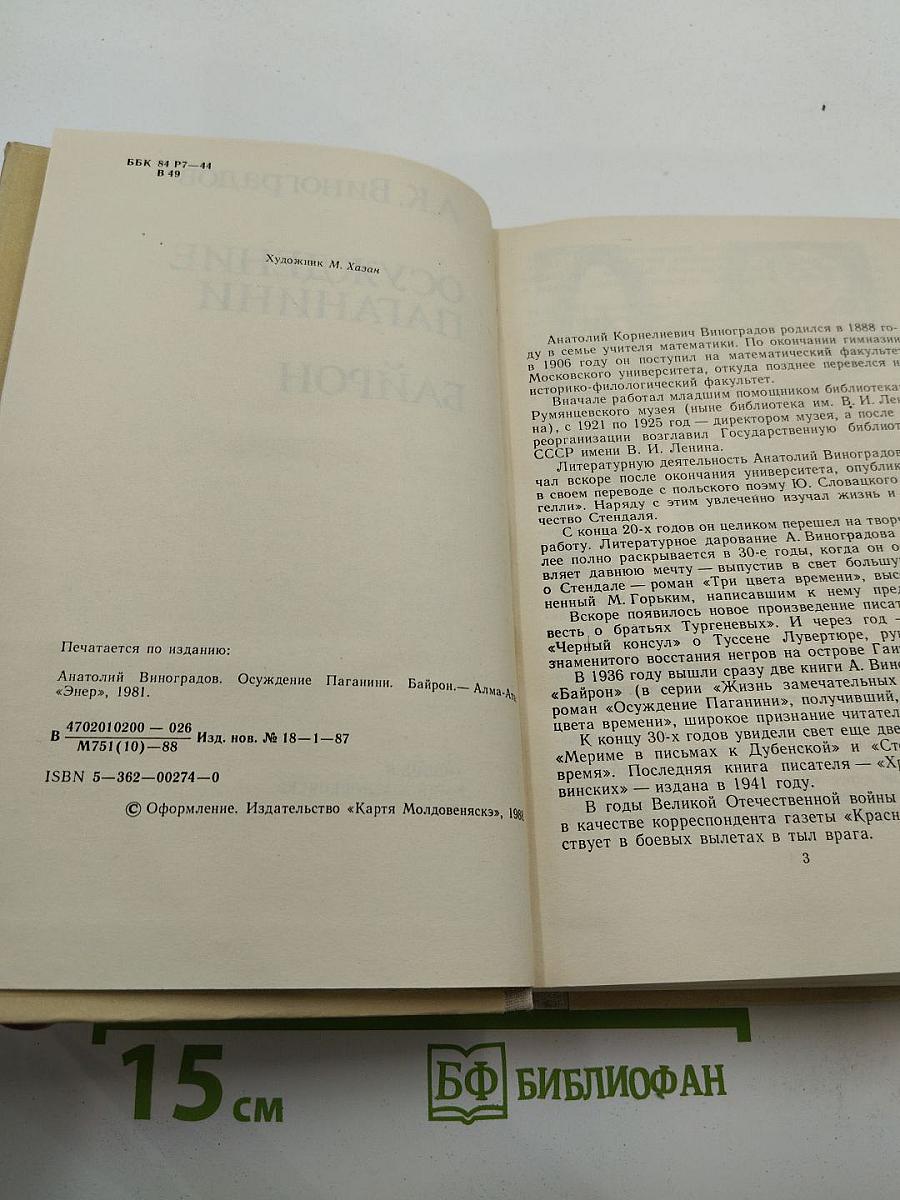 ББК 84 Р7—44
В 49
Художник М. Хазан
Печатается по изданию:
Анатолий Виноградов. Осуждение Паганини. Байрон.— Алма-Ата
«Энер», 1981.
В 4702010200 — 026
М751(10)—88
Изд. нов. № 18—1—87
ISBN 5—362—00274—0
© Оформление. Издательство «Картя Молдовеняскэ», 198
Анатолий Корнелиевич Виноградов родился в 1888 го-
ду в семье учителя математики. По окончании гимназии
в 1906 году он поступил на математический факультет
Московского университета, откуда позднее перевелся н
историко-филологический факультет.
Вначале работал младшим помощником библиотека
Румянцевского музея (ныне библиотека им. В. И. Лен
на), с 1921 по 1925 год — директором музея, а после
реорганизации возглавил Государственную библиот
СССР имени В. И. Ленина.
Литературную деятельность Анатолий Виноградов
чал вскоре после окончания университета, опублик
в своем переводе с польского поэму Ю. Словацкого
гелли». Наряду с этим увлеченно изучал жизнь и
чество Стендаля.
С конца 20-х годов он целиком перешел на твор
работу. Литературное дарование А. Виноградова
лее полно раскрывается в 30-е годы, когда он о
вляет давнюю мечту — выпустив в свет большу
о Стендале — роман «Три цвета времени», выс
ненный М. Горьким, написавшим к нему пред
Вскоре появилось новое произведение писат
весть о братьях Тургеневых». И через год —
«Черный консул» о Туссене Лувертюре, ру
знаменитого восстания негров на острове Гаи
В 1936 году вышли сразу две книги А. Вино
«Байрон» (в серии «Жизнь замечательных
роман «Осуждение Паганини», получивший,
цвета времени», широкое признание читател
К концу 30-х годов увидели свет еще две
«Мериме в письмах к Дубенской» и «Сте
время». Последняя книга писателя — «Хр
винских» — издана в 1941 году.
В годы Великой Отечественной войны
в качестве корреспондента газеты «Красн
ствует в боевых вылетах в тыл врага.
3
15 см
БФ БИБЛИОФАН